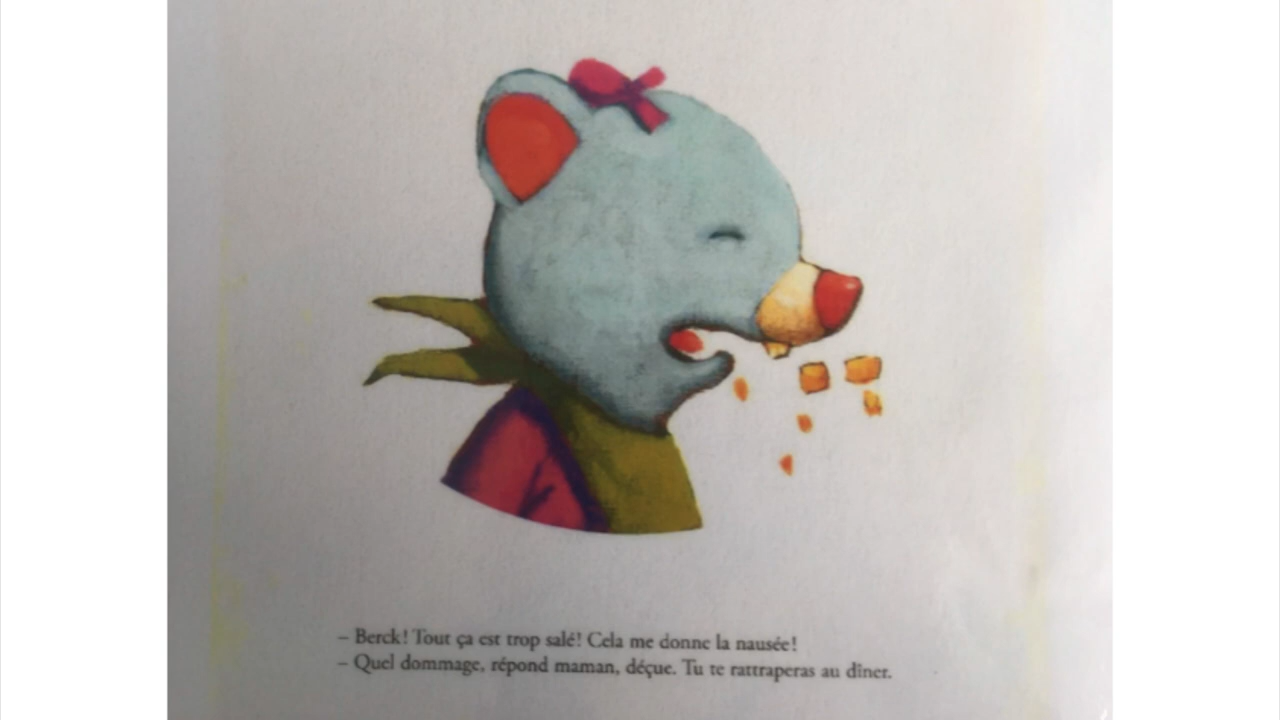 – Berck! Tout ça est trop salé! Cela me donne la nausée!
– Quel dommage, répond maman, déçue. Tu te rattraperas au dîner.